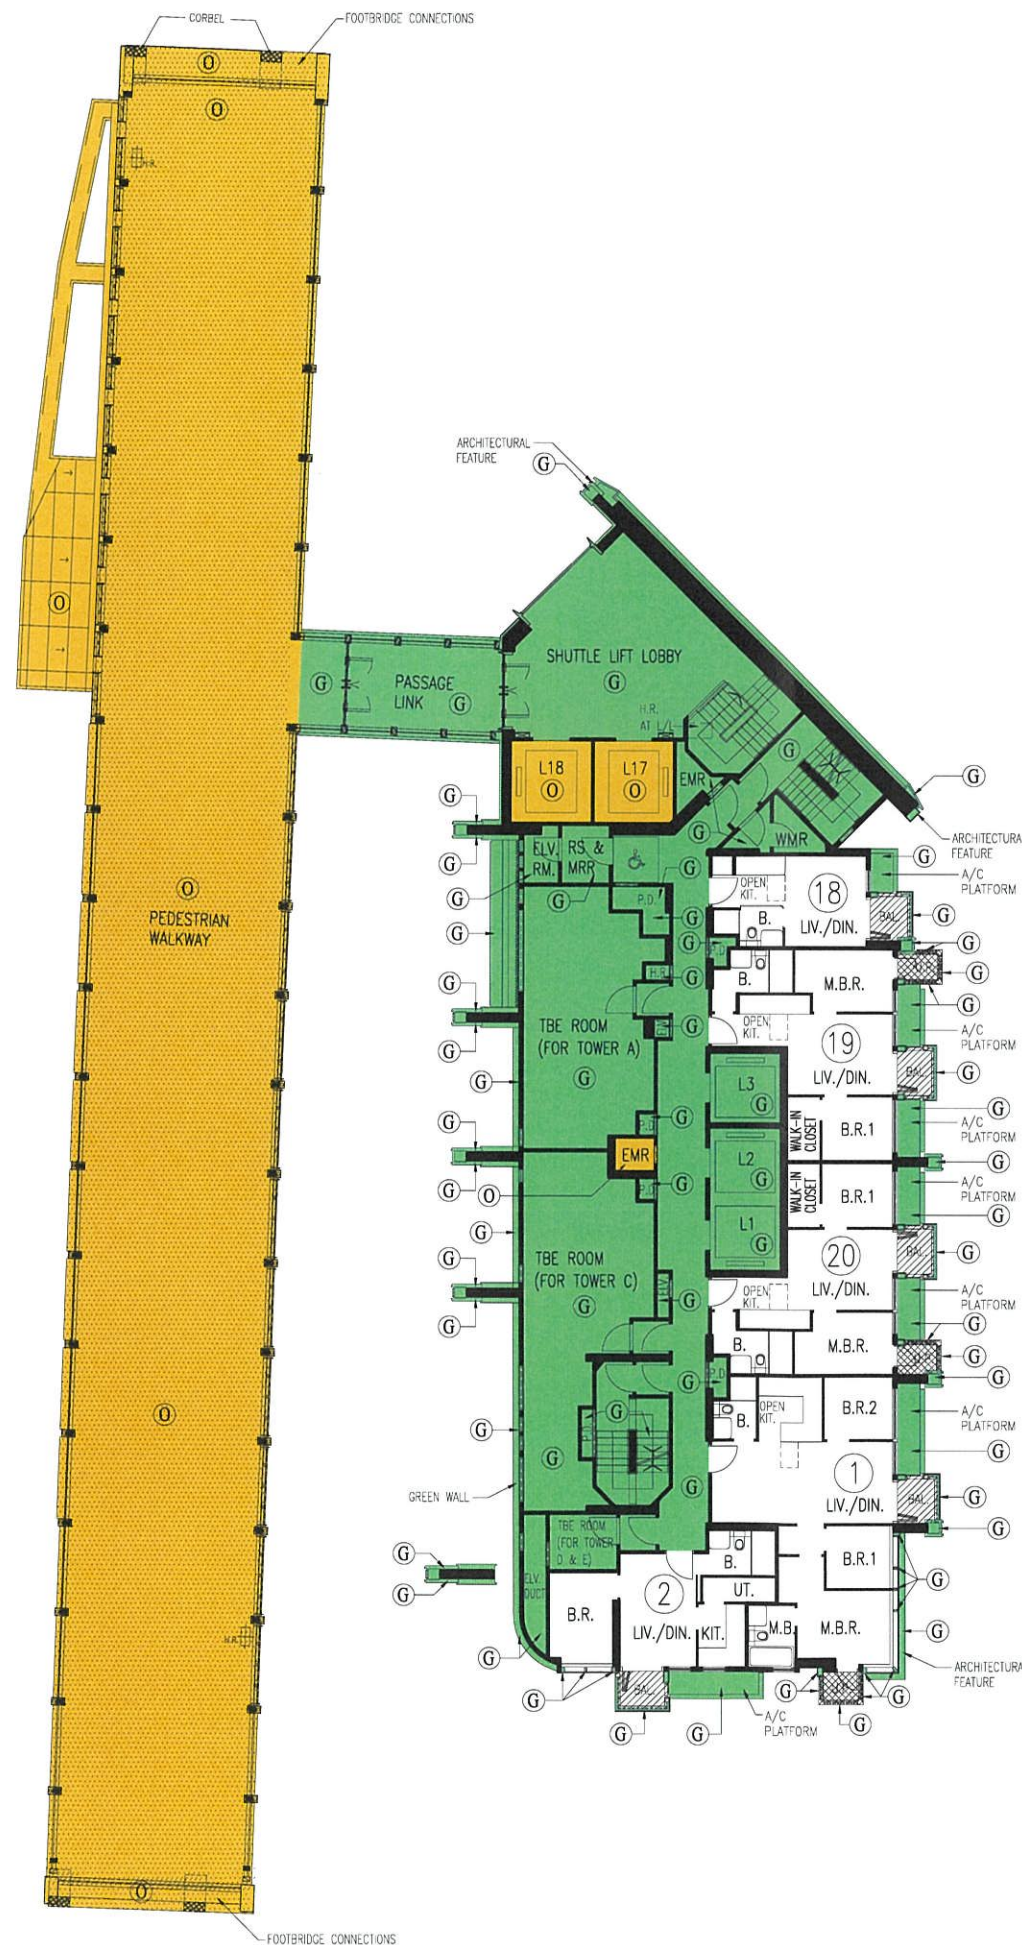 CORBEL
FOOTBRIDGE CONNECTIONS
O
O
H.R.
ARCHITECTURAL
FEATURE
G
O
SHUTTLE LIFT LOBBY
G
G
PASSAGE
LINK
G
H.R.
AT L/L
G
L18
O
L17
O
EMR
G
G
G
WMR
ARCHITECTURAL
FEATURE
G
G
ELV.
RM.
RS. &
MRR
G
G
G
G
A/C
PLATFORM
OPEN
KIT.
18
B.
LIV./DIN.
BAL.
G
P.D.
G
O
PEDESTRIAN
WALKWAY
G
G
P.D.
G
G
B.
M.B.R.
H.R.
G
G
G
TBE ROOM
(FOR TOWER A)
G
G
OPEN
KIT.
19
LIV./DIN.
A/C
PLATFORM
G
BAL.
G
G
L3
G
WALK-IN
CLOSET
B.R.1
A/C
PLATFORM
G
P.D.
G
EMR
O
G
G
L2
G
G
P.D.
G
WALK-IN
CLOSET
B.R.1
A/C
PLATFORM
G
G
L1
G
TBE ROOM
(FOR TOWER C)
G
20
LIV./DIN.
BAL.
G
G
G
ELV.
G
OPEN
KIT.
A/C
PLATFORM
G
B.
M.B.R.
G
G
P.D.
G
B.
OPEN
KIT.
B.R.2
A/C
PLATFORM
G
O
G
G
G
1
LIV./DIN.
BAL.
G
GREEN WALL
G
TBE ROOM
(FOR TOWER
D & E)
ELV.
DUCT
G
G
B.
B.R.1
G
2
LIV./DIN.
UT.
B.R.
KIT.
M.B.
M.B.R.
G
H.R.
G
ARCHITECTURAL
FEATURE
G
BAL.
G
G
A/C
PLATFORM
G
G
G
O
FOOTBRIDGE CONNECTIONS